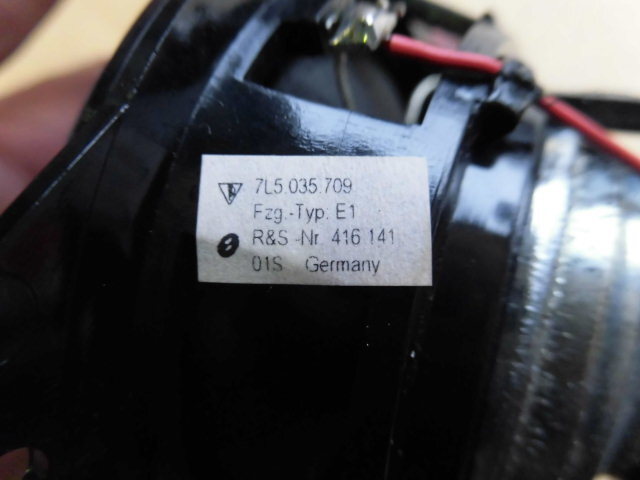 7L5.035.709
Fzg.-Typ: E1
R&S -Nr. 416 141
01S Germany